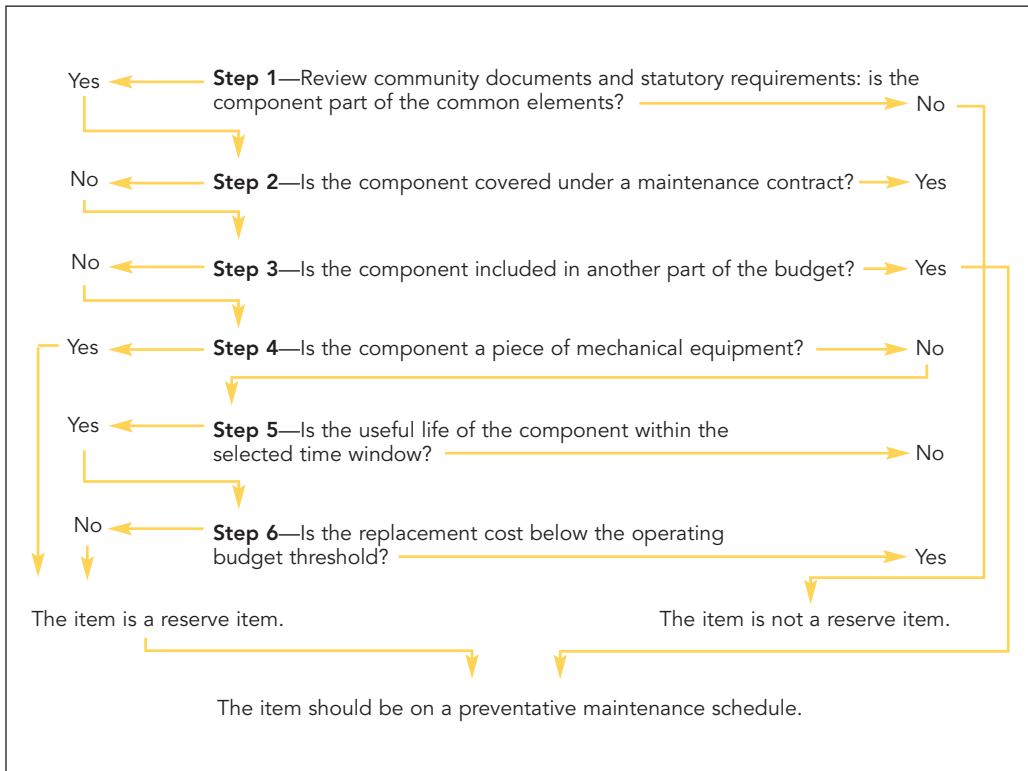 Yes
Step 1—Review community documents and statutory requirements: is the
component part of the common elements?
No
No
Step 2—Is the component covered under a maintenance contract?
Yes
No
Step 3—Is the component included in another part of the budget?
Yes
Yes
Step 4—Is the component a piece of mechanical equipment?
No
Yes
Step 5—Is the useful life of the component within the
selected time window?
No
No
Step 6—Is the replacement cost below the operating
budget threshold?
Yes
The item is a reserve item.
The item is not a reserve item.
The item should be on a preventative maintenance schedule.